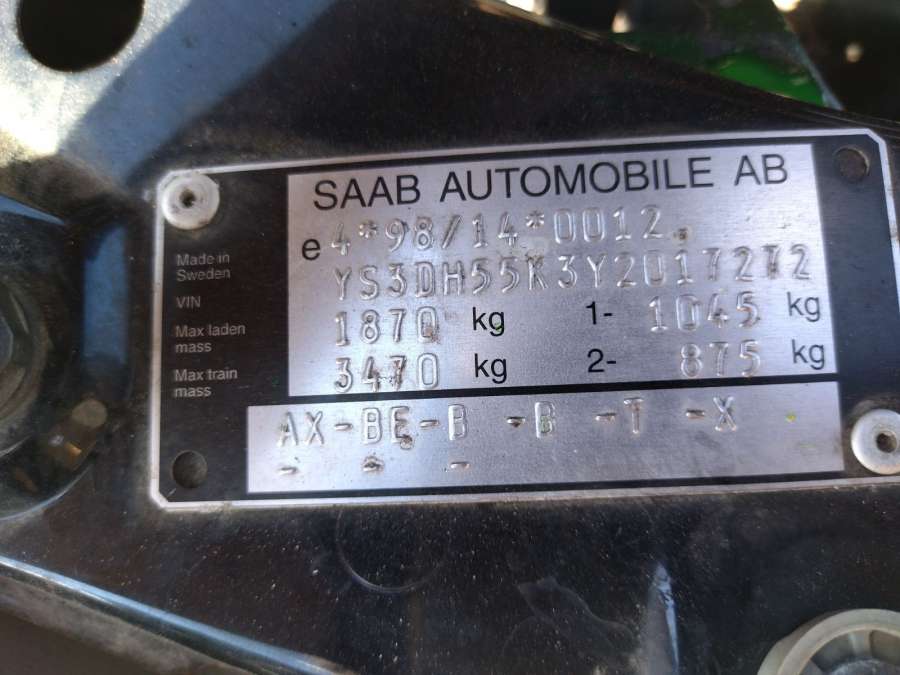 SAAB AUTOMOBILE AB
e 4*98/14*0012
Made in Sweden
VIN YS3DH55K3Y2017272
Max laden mass 1870 kg 1- 1045 kg
Max train mass 3470 kg 2- 875 kg
AX-BE-B -B -T -X
- - -